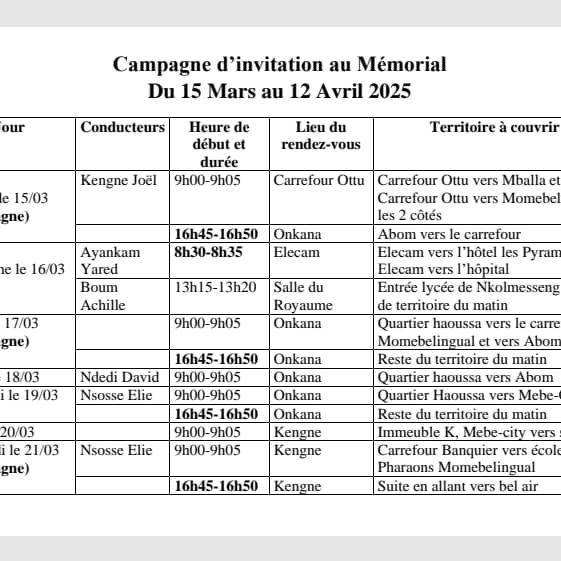 Campagne d’invitation au Mémorial
Du 15 Mars au 12 Avril 2025
Jour Conducteurs Heure de début et durée Lieu du rendez-vous Territoire à couvrir
le 15/03 Kengne Joël 9h00-9h05 Carrefour Ottu Carrefour Ottu vers Mballa et
Carrefour Ottu vers Momebel
gne) les 2 côtés
16h45-16h50 Onkana Abom vers le carrefour
ne le 16/03 Ayankam Yared 8h30-8h35 Elecam Elecam vers l’hôtel les Pyram
Elecam vers l’hôpital
Boum Achille 13h15-13h20 Salle du Royaume Entrée lycée de Nkolmesseng
de territoire du matin
17/03 9h00-9h05 Onkana Quartier haoussa vers le carre
gne) Momebelingual et vers Abom
16h45-16h50 Onkana Reste du territoire du matin
18/03 Ndedi David 9h00-9h05 Onkana Quartier haoussa vers Abom
i le 19/03 Nsosse Elie 9h00-9h05 Onkana Quartier Haoussa vers Mebe-
16h45-16h50 Onkana Reste du territoire du matin
20/03 9h00-9h05 Kengne Immeuble K, Mebe-city vers
i le 21/03 Nsosse Elie 9h00-9h05 Kengne Carrefour Banquier vers école
gne) Pharaons Momebelingual
16h45-16h50 Kengne Suite en allant vers bel air